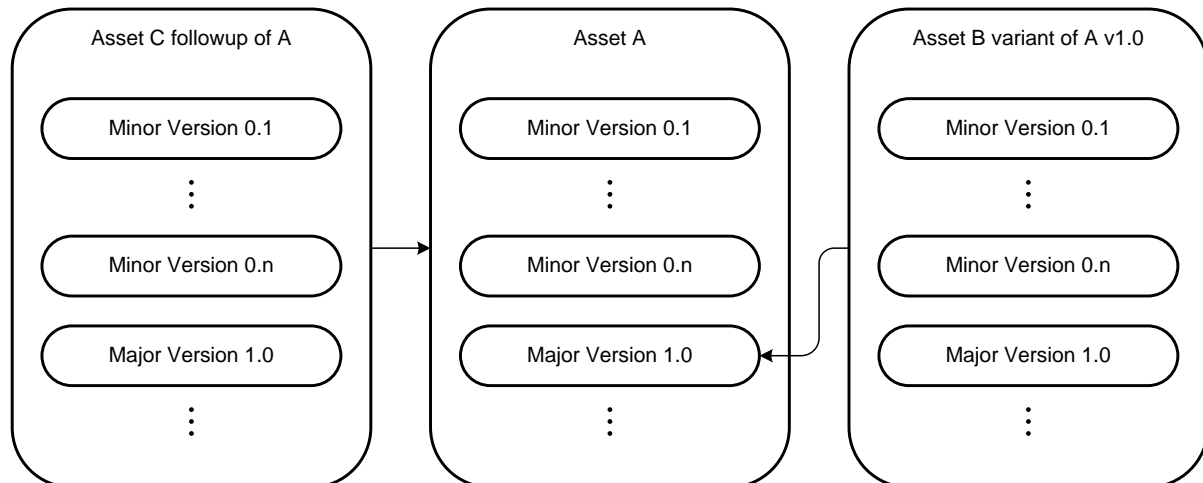 Asset C followup of A
Minor Version 0.1
Minor Version 0.n
Major Version 1.0
Asset A
Minor Version 0.1
Minor Version 0.n
Major Version 1.0
Asset B variant of A v1.0
Minor Version 0.1
Minor Version 0.n
Major Version 1.0